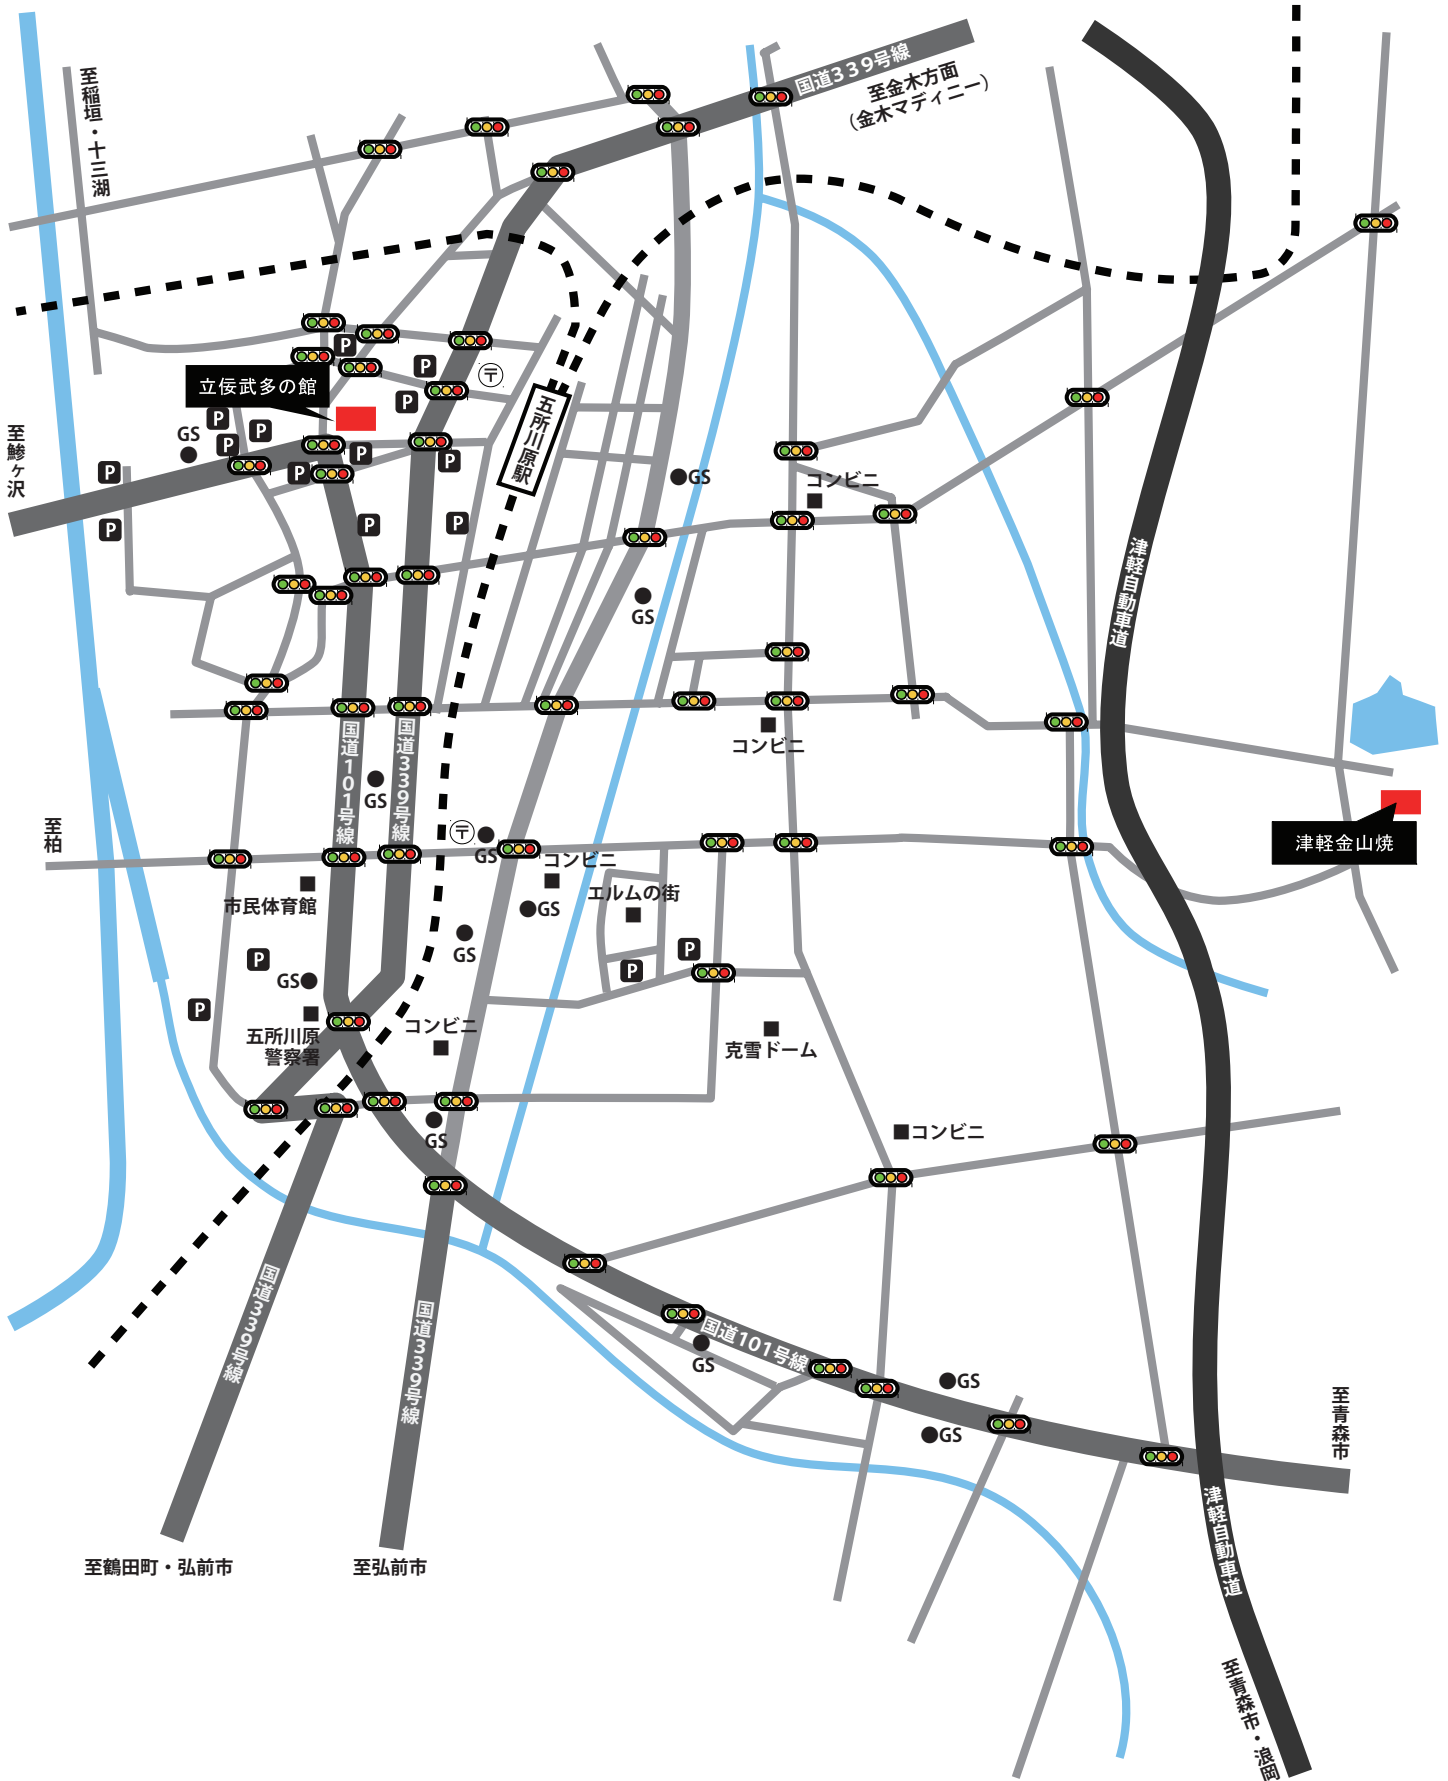 国道339号線
至金木方面
(金木マディニー)
至稲垣・十三湖
P
P
〒
P
立佞武多の館
P
P
P
P
P
P
GS
至鰺ヶ沢
P
P
P
P
P
五所川原駅
GS
コンビニ
津軽自動車道
GS
コンビニ
国道101号線
国道339号線
GS
至柏
〒
GS
コンビニ
エルムの街
津軽金山焼
市民体育館
GS
GS
P
P
P
GS
P
五所川原
警察署
コンビニ
克雪ドーム
GS
コンビニ
国道339号線
国道339号線
国道101号線
GS
GS
GS
至青森市
津軽自動車道
至鶴田町・弘前市
至弘前市
至青森市・浪岡